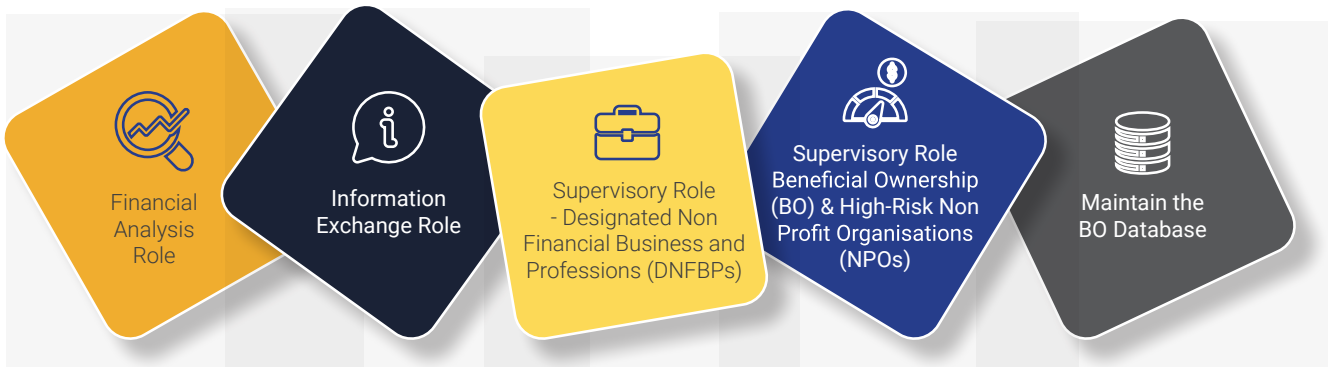 Financial
Analysis
Role
Information
Exchange Role
Supervisory Role
- Designated Non
Financial Business and
Professions (DNFBPs)
Supervisory Role
Beneficial Ownership
(BO) & High-Risk Non
Profit Organisations
(NPOs)
Maintain the
BO Database